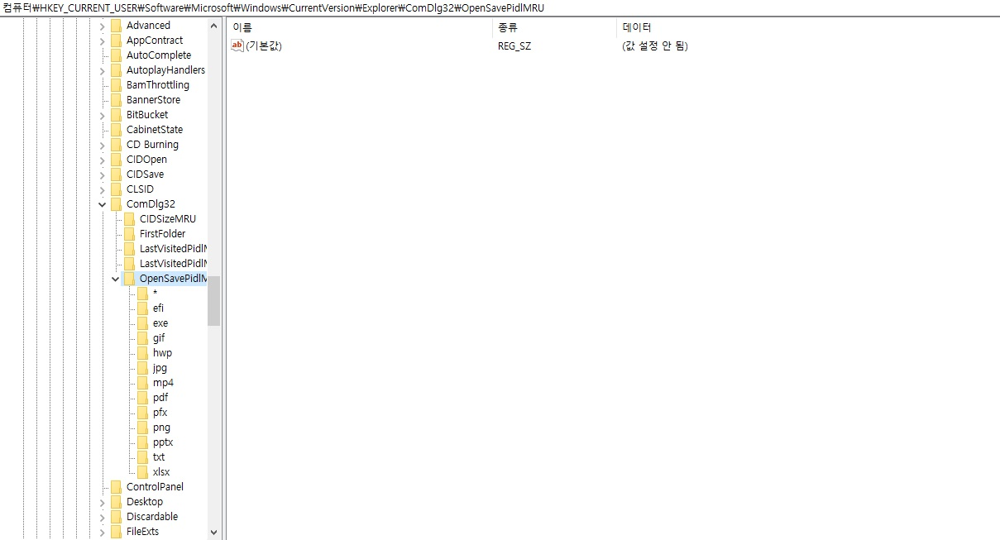 컴퓨터\HKEY_CURRENT_USER\Software\Microsoft\Windows\CurrentVersion\Explorer\ComDlg32\OpenSavePidlMRU
이름 종류 데이터
ab (기본값) REG_SZ (값 설정 안 됨)
Advanced
AppContract
AutoComplete
AutoplayHandlers
BamThrottling
BannerStore
BitBucket
CabinetState
CD Burning
CIDOpen
CIDSave
CLSID
ComDlg32
CIDSizeMRU
FirstFolder
LastVisitedPidlM
LastVisitedPidlM
OpenSavePidlM
*
efi
exe
gif
hwp
jpg
mp4
pdf
pfx
png
pptx
txt
xlsx
ControlPanel
Desktop
Discardable
FileExts